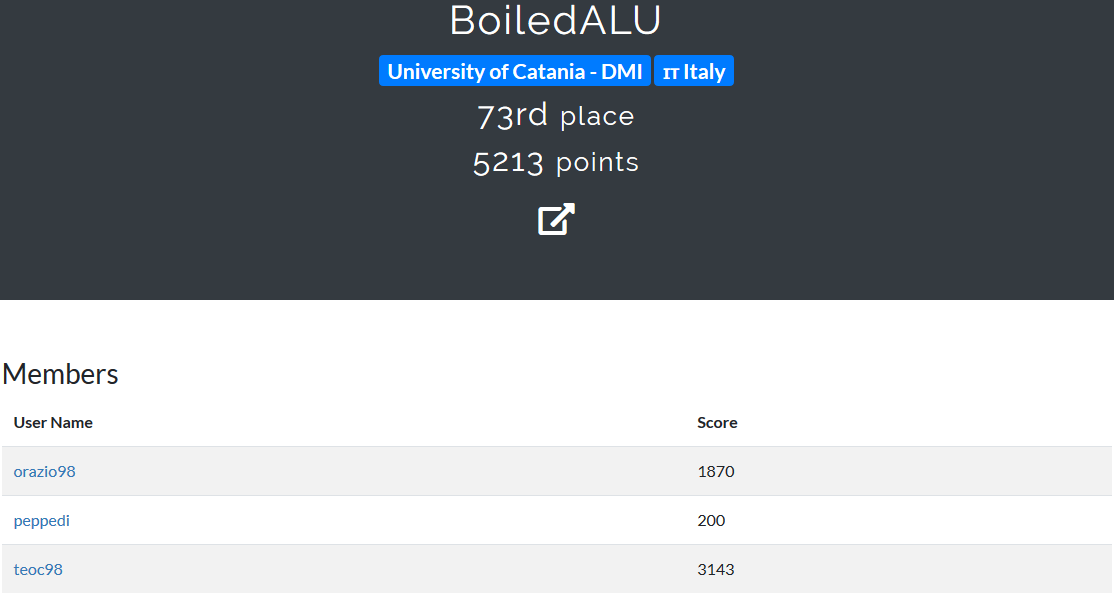 BoiledALU
University of Catania - DMI IT Italy
73rd place
5213 points
Members
User Name Score
orazio98 1870
peppedi 200
teoc98 3143